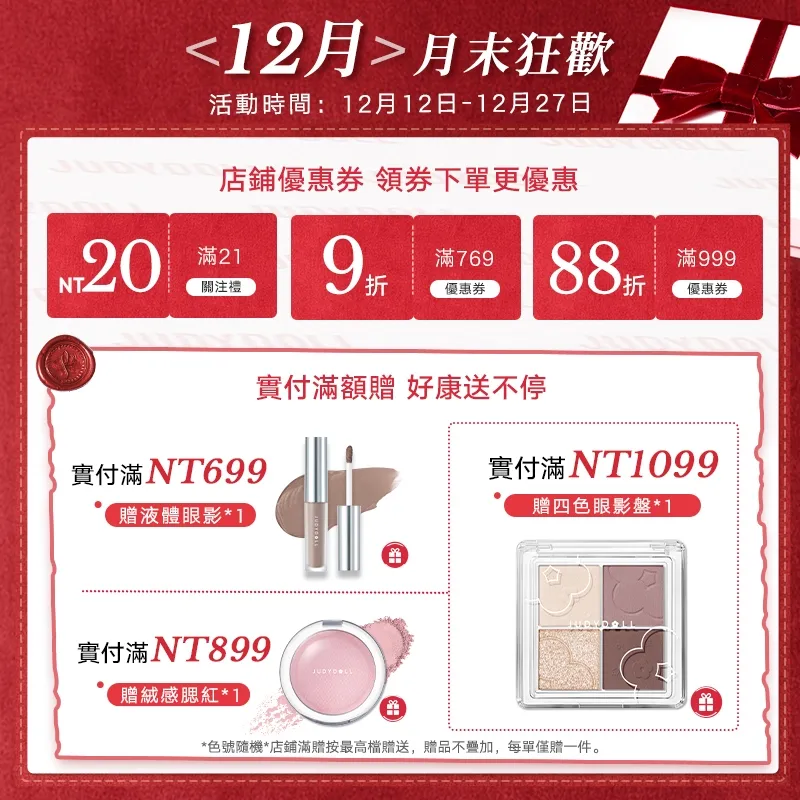 <12月>月末狂歡
活動時間：12月12日-12月27日
店鋪優惠券 領券下單更優惠
NT20
滿21
關注禮
9折
滿769
優惠券
88折
滿999
優惠券
實付滿額贈 好康送不停
實付滿NT699
贈液體眼影*1
JUDYDOLL
實付滿NT1099
贈四色眼影盤*1
JUDYDOLL
實付滿NT899
贈絨感腮紅*1
JUDYDOLL
*色號隨機*店鋪滿贈按最高檔贈送，贈品不疊加，每單僅贈一件。